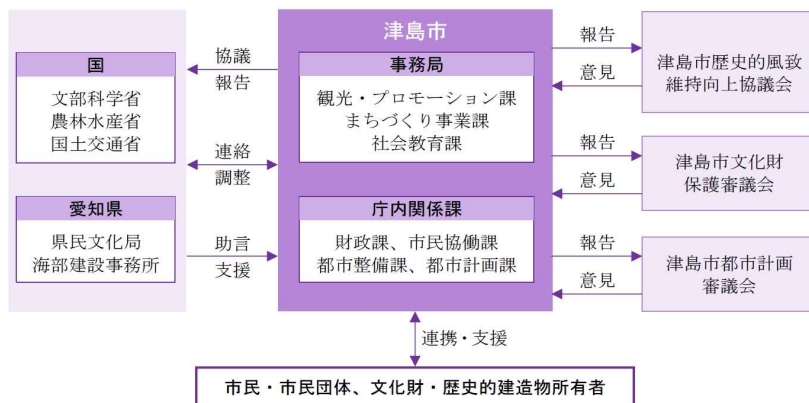 国
文部科学省
農林水産省
国土交通省
愛知県
県民文化局
海部建設事務所
協議
報告
連絡
調整
助言
支援
津島市
事務局
観光・プロモーション課
まちづくり事業課
社会教育課
庁内関係課
財政課、市民協働課
都市整備課、都市計画課
報告
意見
津島市歴史的風致
維持向上協議会
報告
意見
津島市文化財
保護審議会
報告
意見
津島市都市計画
審議会
連携・支援
市民・市民団体、文化財・歴史的建造物所有者